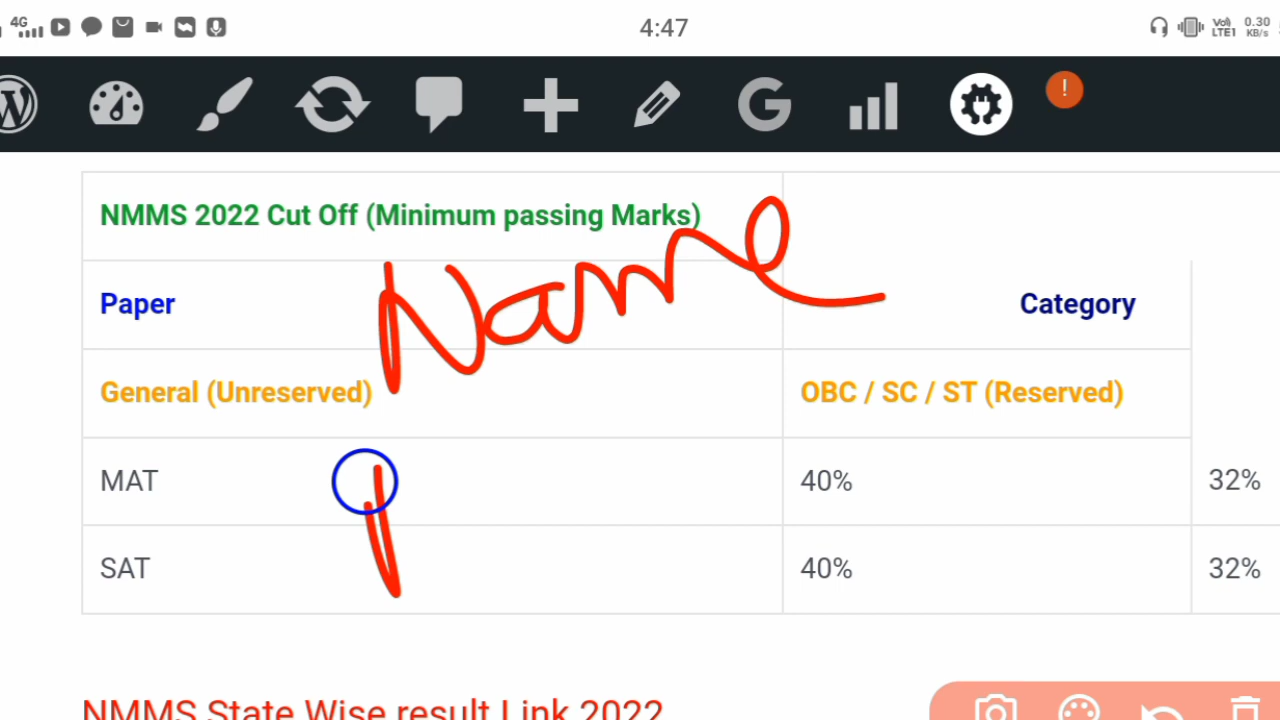 4G 4:47 Vo) LTE1 0.30 KB/s
NMMS 2022 Cut Off (Minimum passing Marks)
Name
Paper Category
General (Unreserved) OBC / SC / ST (Reserved)
MAT 40% 32%
SAT 40% 32%
NMMS State Wise result Link 2022